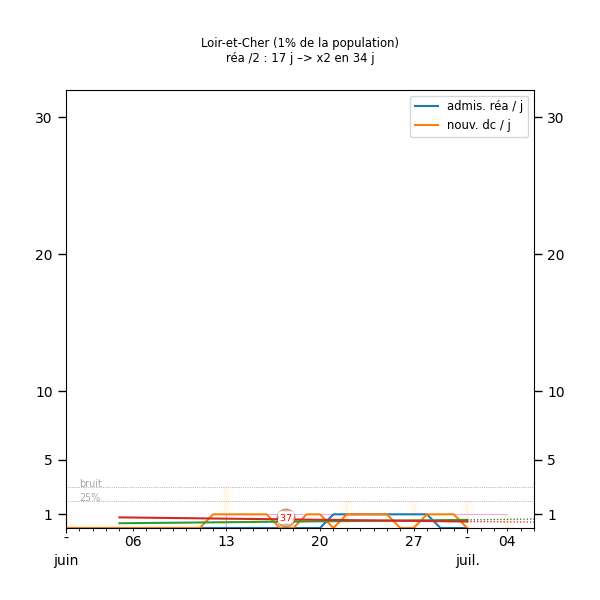 Loir-et-Cher (1% de la population)
réa /2 : 17 j –> x2 en 34 j
admis. réa / j
nouv. dc / j
30
30
20
20
10
10
5
5
bruit
25%
1
1
37
-
06
13
20
27
-
04
juin
juil.